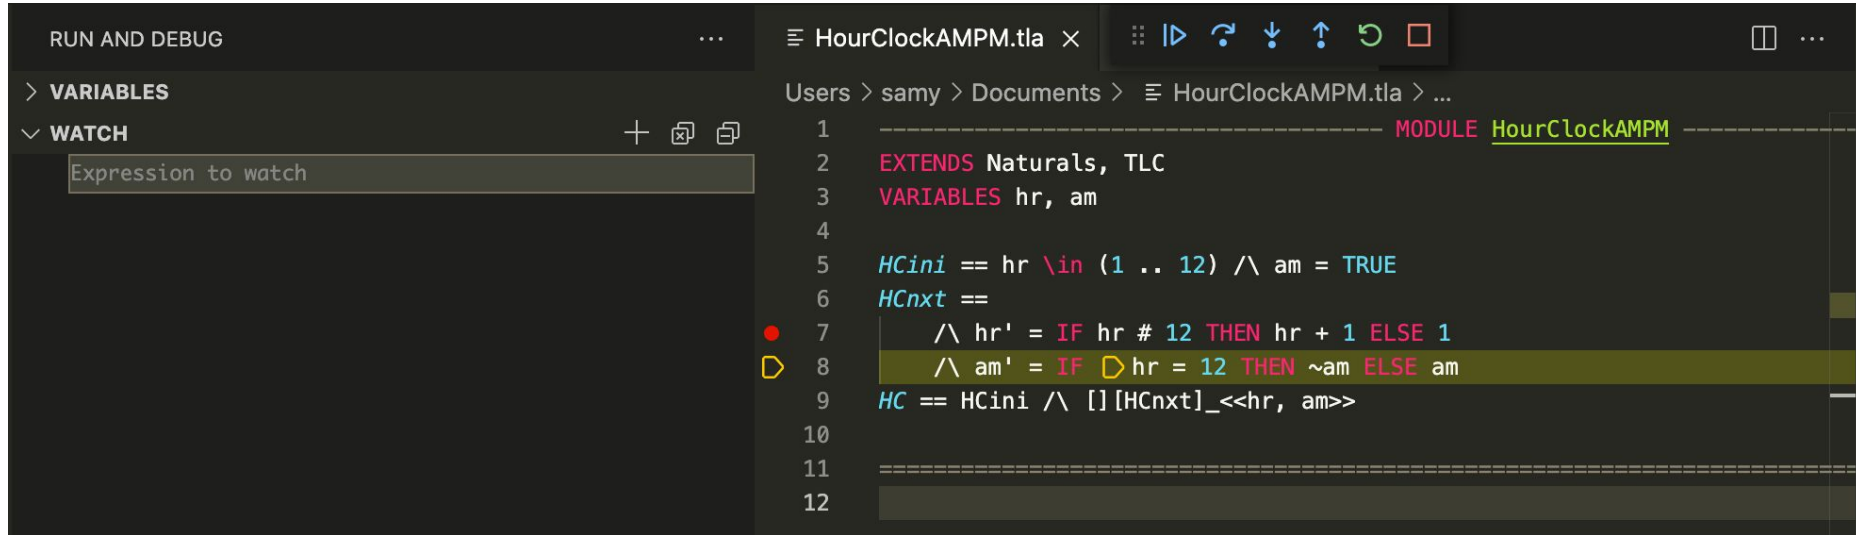 RUN AND DEBUG
HourClockAMPM.tla
VARIABLES
WATCH
Expression to watch
Users > samy > Documents > HourClockAMPM.tla > ...
1 ------------------------------------- MODULE HourClockAMPM -------------
2 EXTENDS Naturals, TLC
3 VARIABLES hr, am
4
5 HCini == hr \in (1 .. 12) /\ am = TRUE
6 HCnxt ==
7 /\ hr' = IF hr # 12 THEN hr + 1 ELSE 1
8 /\ am' = IF hr = 12 THEN ~am ELSE am
9 HC == HCini /\ [][HCnxt]_<<hr, am>>
10
11 ========================================================================
12